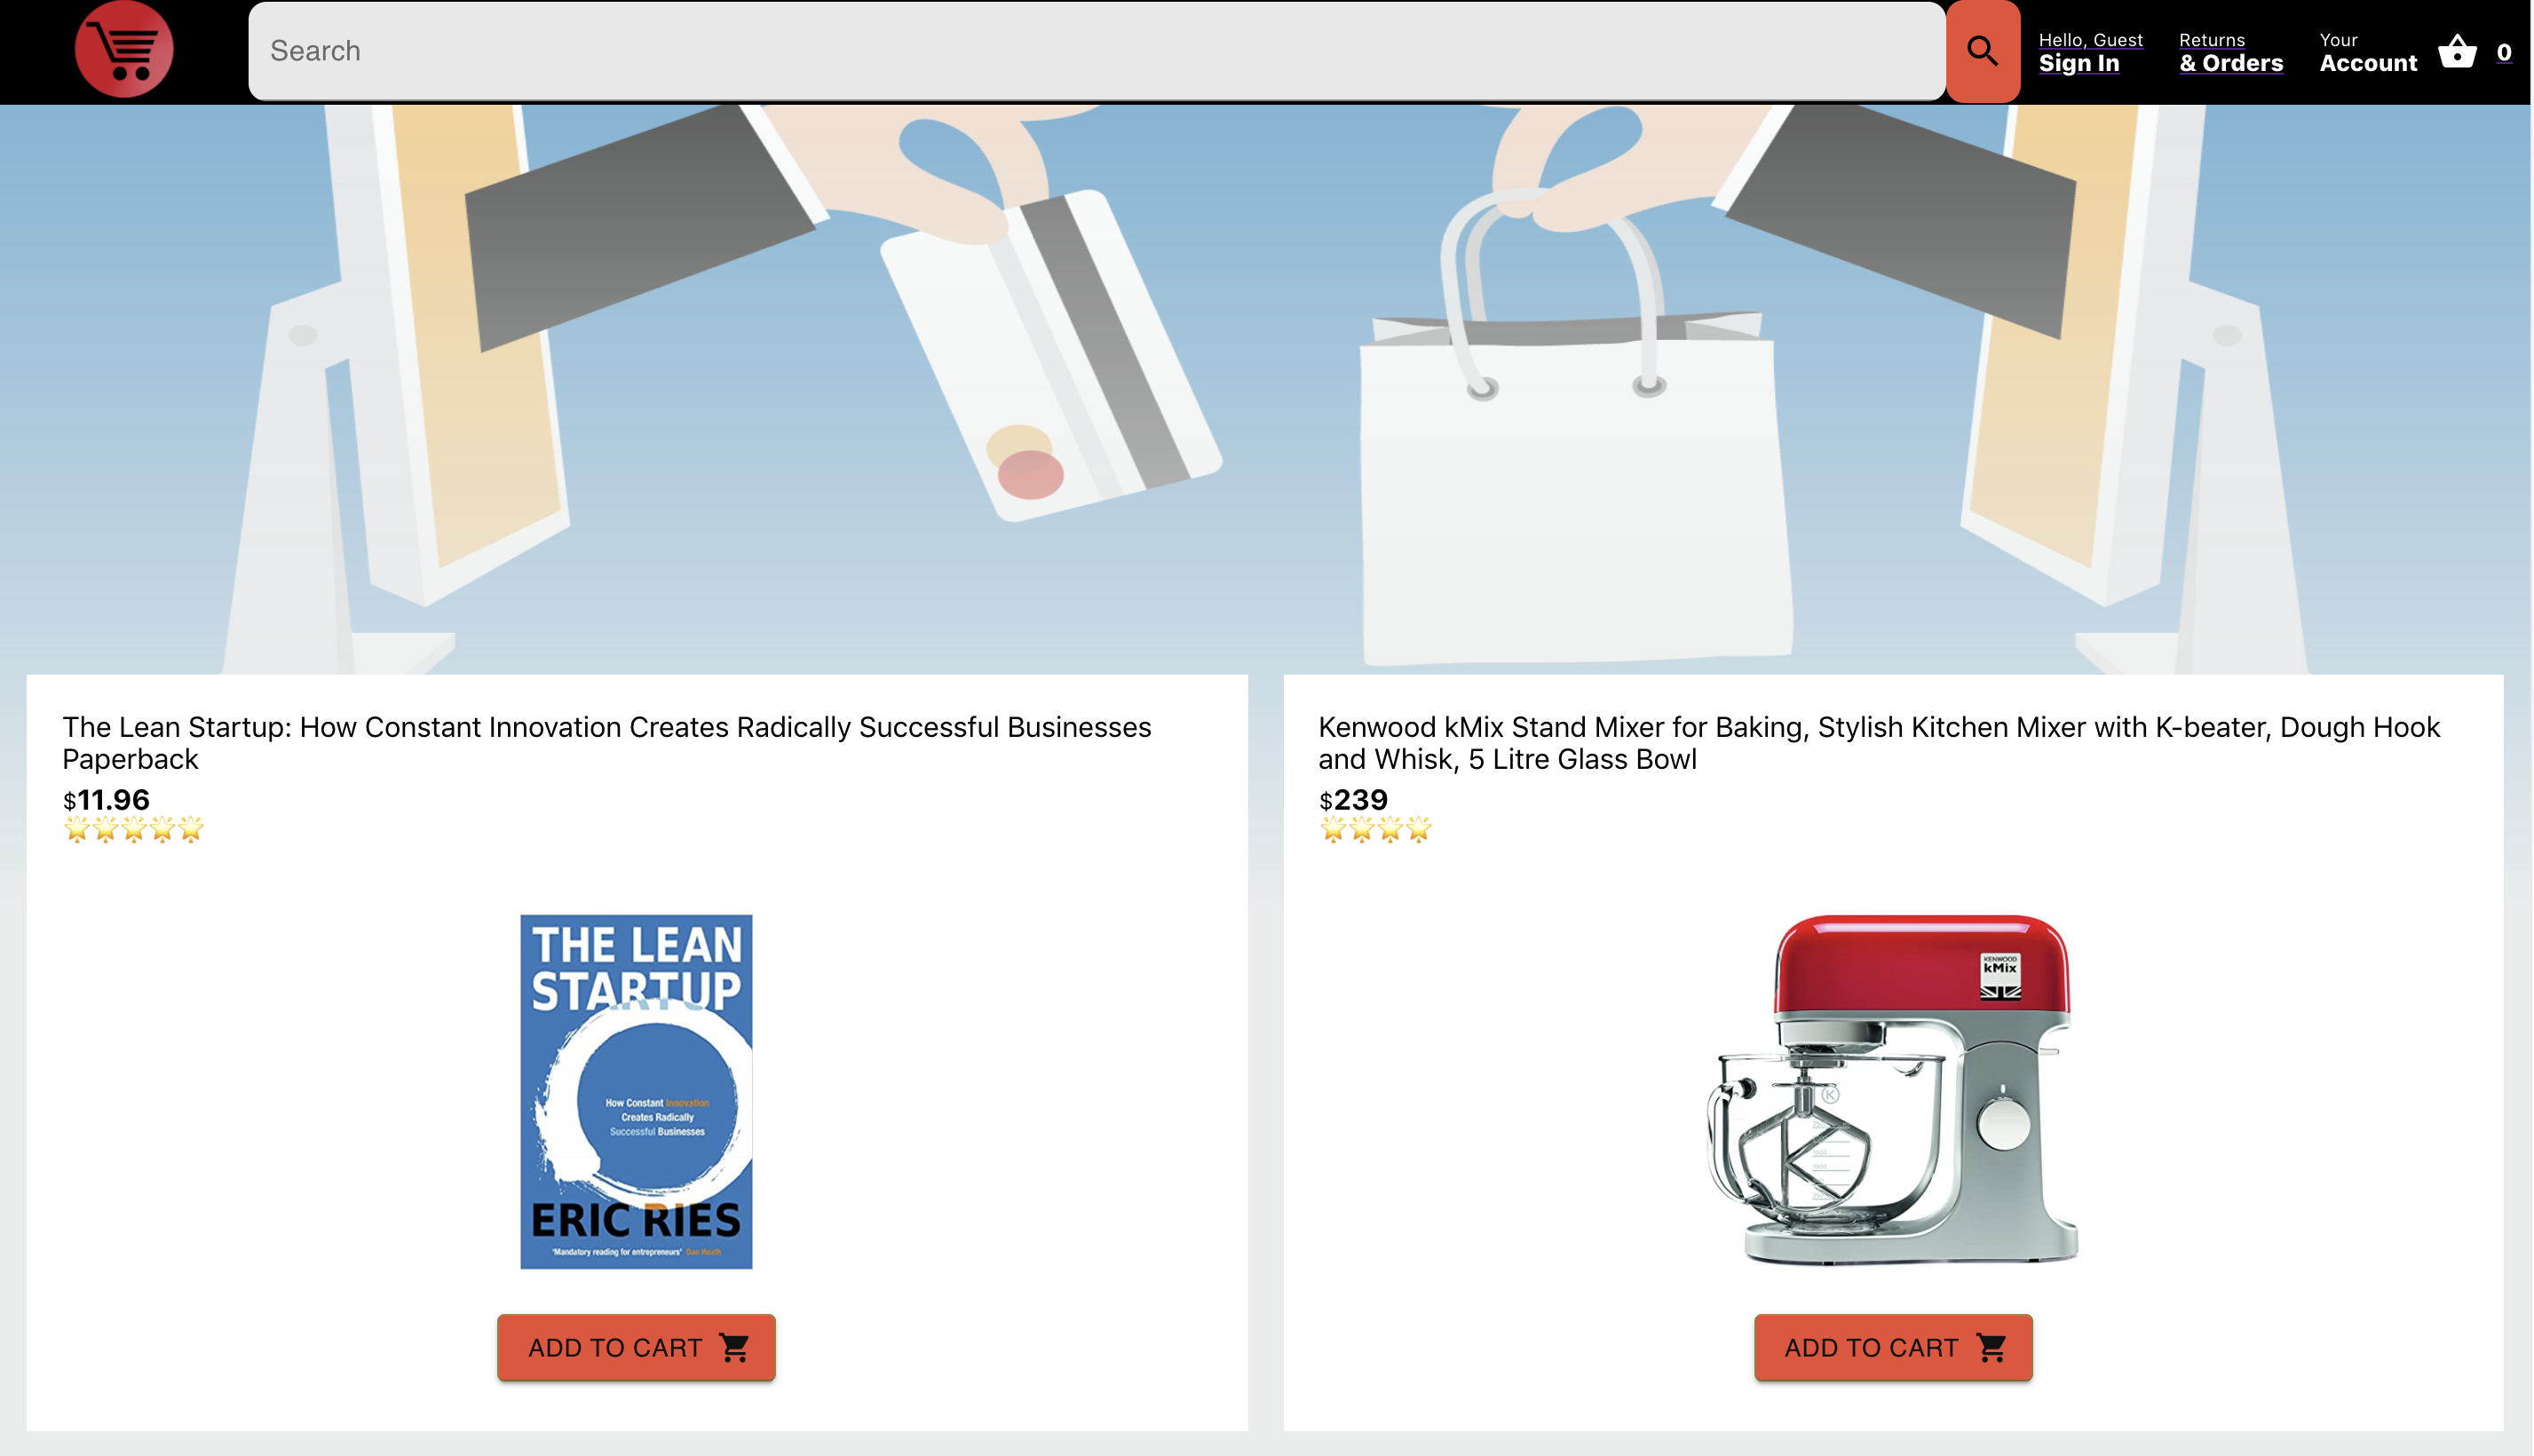 Search
Hello, Guest
Sign In
Returns
& Orders
Your
Account
0
The Lean Startup: How Constant Innovation Creates Radically Successful Businesses
Paperback
$11.96
THE LEAN
STARTUP
How Constant Innovation
Creates Radically
Successful Businesses
ERIC RIES
'Mandatory reading for entrepreneurs' Dan Heath
ADD TO CART
Kenwood kMix Stand Mixer for Baking, Stylish Kitchen Mixer with K-beater, Dough Hook
and Whisk, 5 Litre Glass Bowl
$239
KENWOOD
kMix
K
ADD TO CART